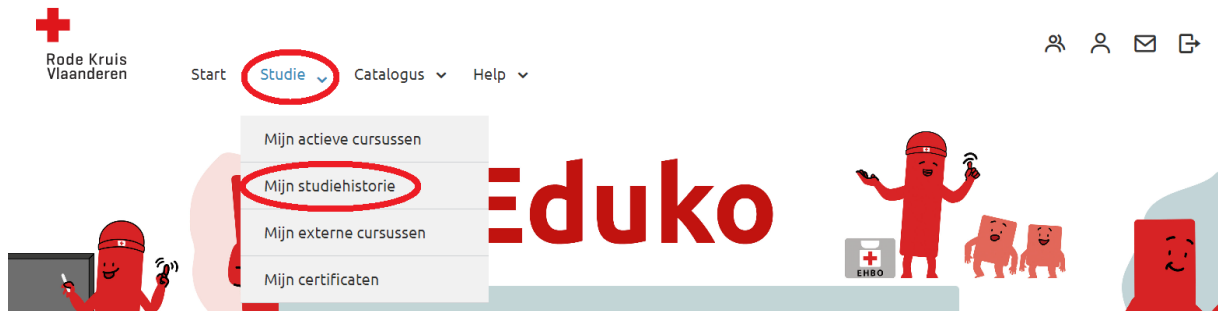 Rode Kruis
Vlaanderen
Start Studie Catalogus Help
Mijn actieve cursussen
Mijn studiehistorie
Mijn externe cursussen
Mijn certificaten
Eduko
EHBO